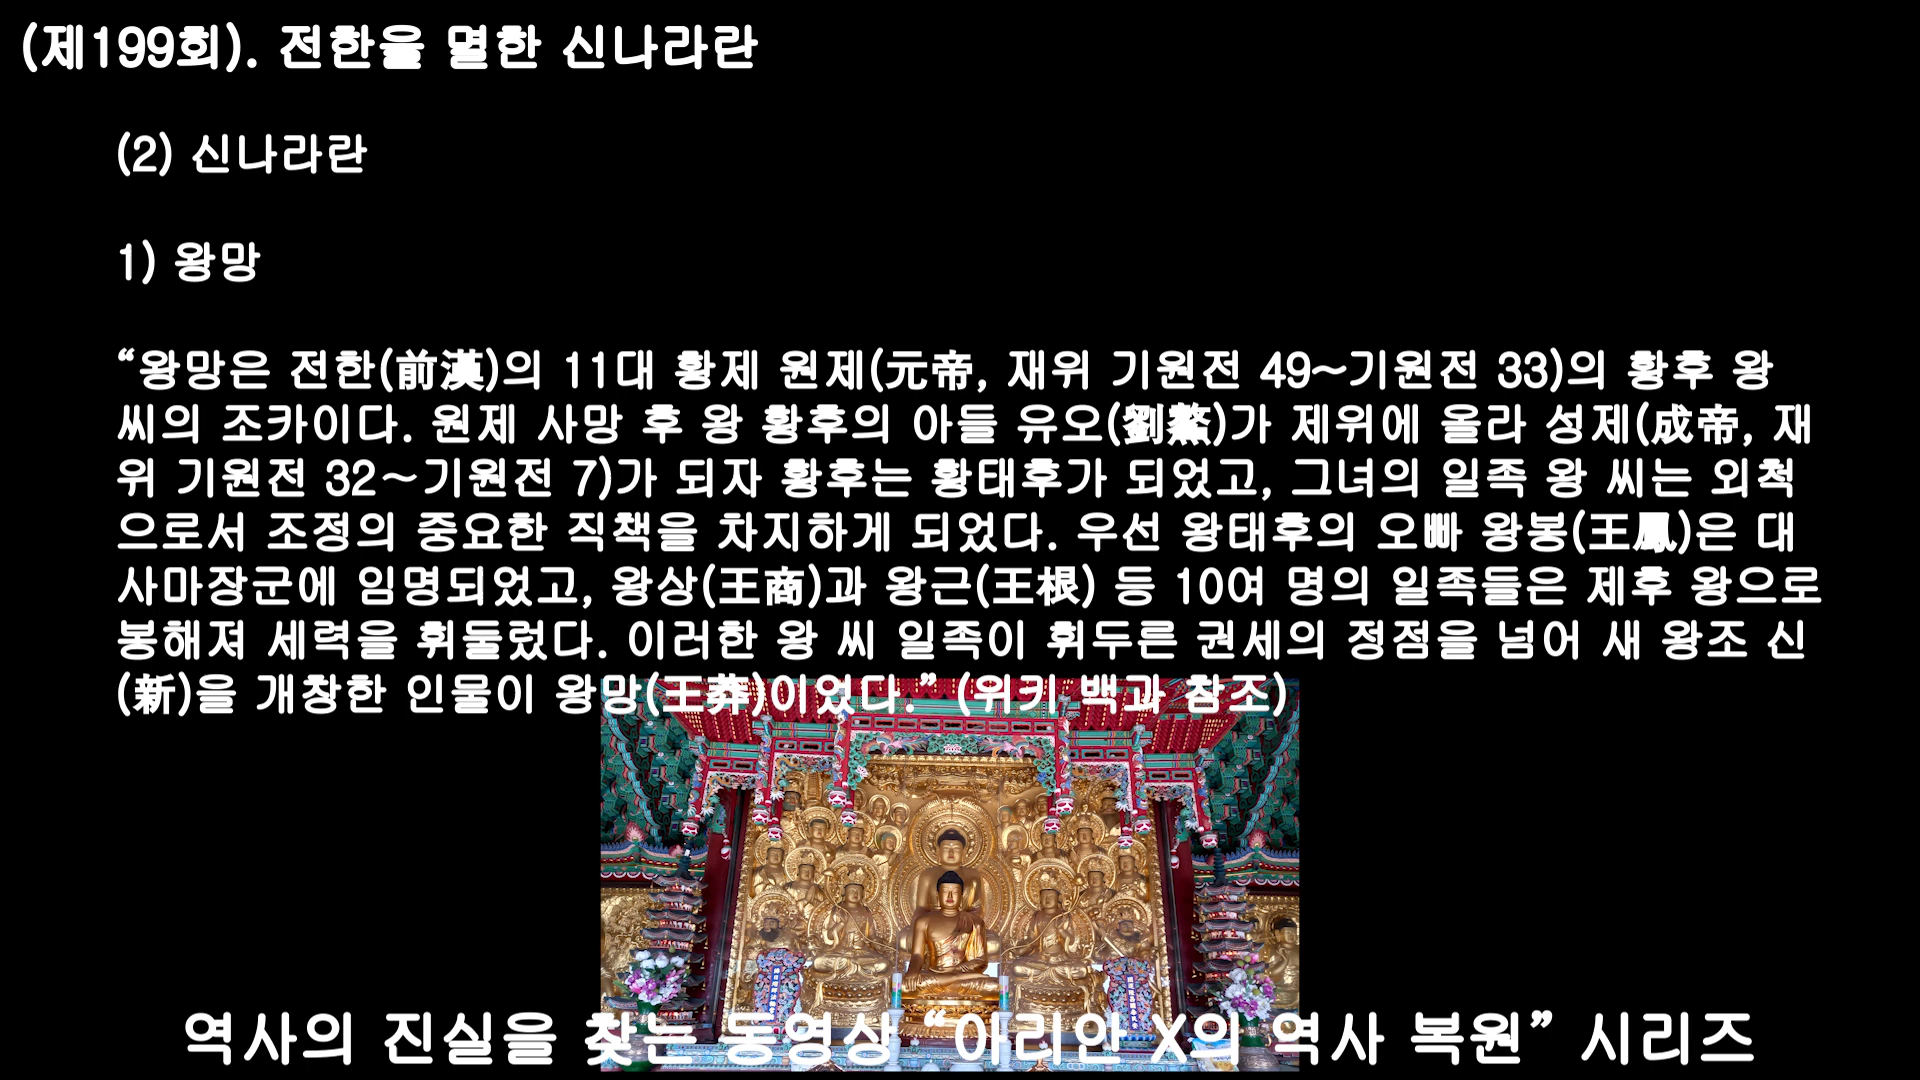 (제199회). 전한을 멸한 신나라란
(2) 신나라란
1) 왕망
“왕망은 전한(前漢)의 11대 황제 원제(元帝, 재위 기원전 49~기원전 33)의 황후 왕
씨의 조카이다. 원제 사망 후 왕 황후의 아들 유오(劉驁)가 제위에 올라 성제(成帝, 재
위 기원전 32～기원전 7)가 되자 황후는 황태후가 되었고, 그녀의 일족 왕 씨는 외척
으로서 조정의 중요한 직책을 차지하게 되었다. 우선 왕태후의 오빠 왕봉(王鳳)은 대
사마장군에 임명되었고, 왕상(王商)과 왕근(王根) 등 10여 명의 일족들은 제후 왕으로
봉해져 세력을 휘둘렀다. 이러한 왕 씨 일족이 휘두른 권세의 정점을 넘어 새 왕조 신
(新)을 개창한 인물이 왕망(王莽)이었다.” (위키 백과 참조)
역사의 진실을 찾는 동영상 “아리안 X의 역사 복원” 시리즈